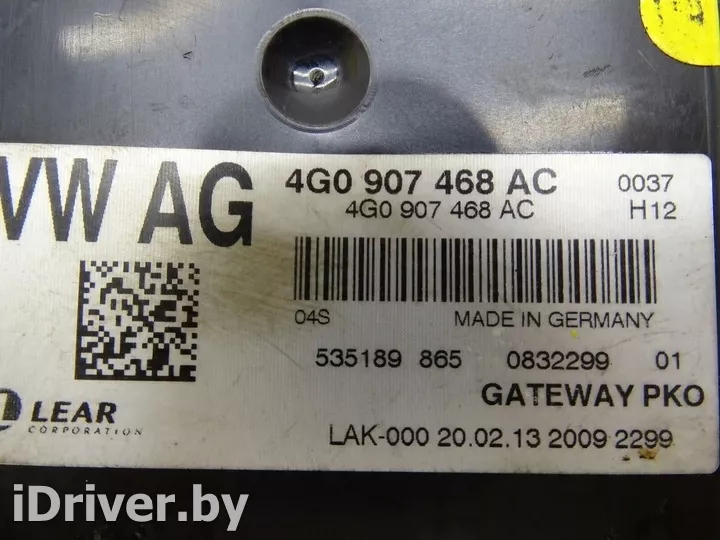 VW AG
4G0 907 468 AC 0037
4G0 907 468 AC H12
04S MADE IN GERMANY
535189 865 0832299 01
GATEWAY PKO
LEAR
CORPORATION
LAK-000 20.02.13 2009 2299
iDriver.by